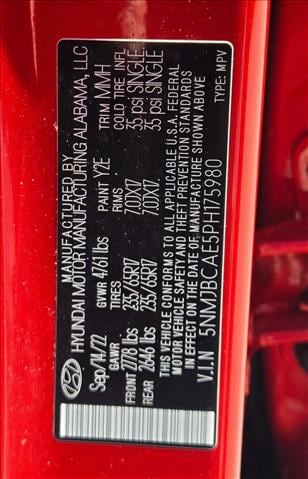 MANUFACTURED BY
HYUNDAI MOTOR MANUFACTURING ALABAMA, LLC
Sep/14/22 GVWR 4761 lbs PAINT Y2E TRIM MMH
GAWR TIRES RIMS COLD TIRE INFL
FRONT 2778 lbs 235/65R17 7.0JX17 35 psi SINGLE
REAR 2646 lbs 235/65R17 7.0JX17 35 psi SINGLE
THIS VEHICLE CONFORMS TO ALL APPLICABLE U.S.A. FEDERAL
MOTOR VEHICLE SAFETY AND THEFT PREVENTION STANDARDS
IN EFFECT ON THE DATE OF MANUFACTURE SHOWN ABOVE
V.I.N 5NMJBCAE5PH175980 TYPE: MPV